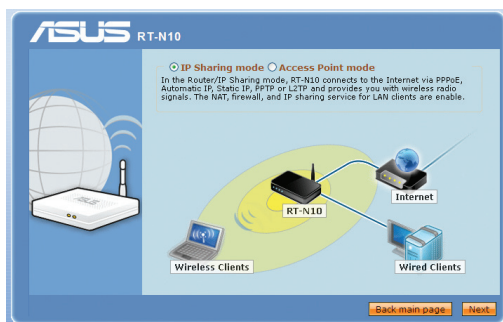 ASUS RT-N10
IP Sharing mode Access Point mode
In the Router/IP Sharing mode, RT-N10 connects to the Internet via PPPoE,
Automatic IP, Static IP, PPTP or L2TP and provides you with wireless radio
signals. The NAT, firewall, and IP sharing service for LAN clients are enable.
Internet
RT-N10
Wireless Clients
Wired Clients
Back main page Next